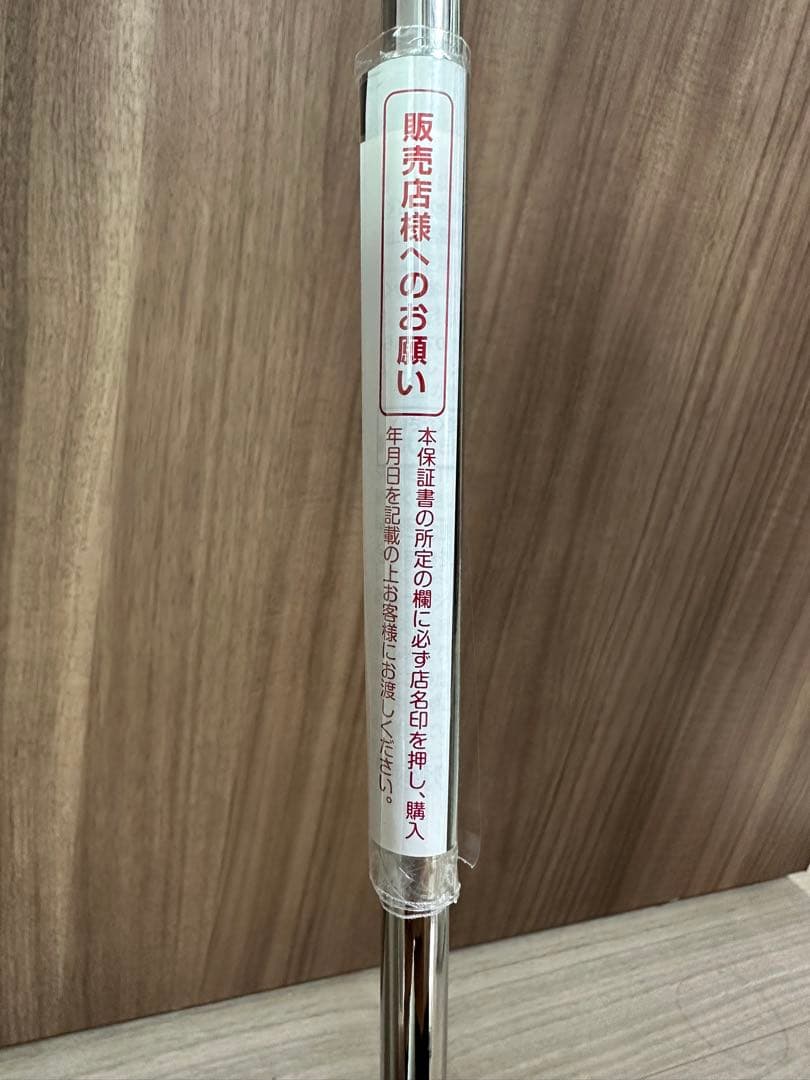 販売店様へのお願い
本保証書の所定の欄に必ず店名印を押し、購入
年月日を記載の上お客様にお渡しください。